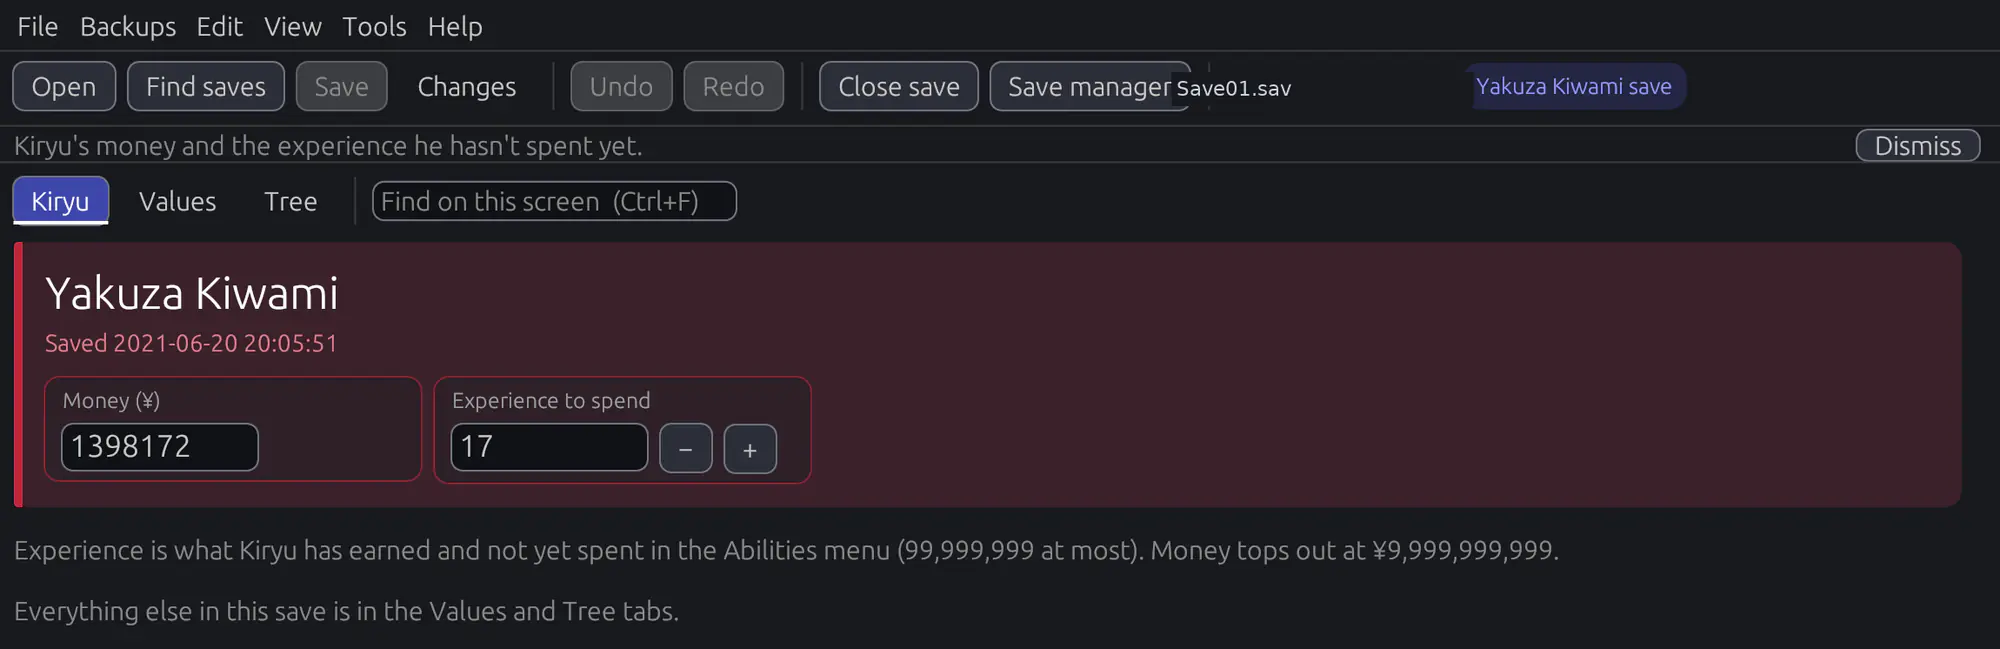 File Backups Edit View Tools Help
Open Find saves Save Changes Undo Redo Close save Save manager Save01.sav Yakuza Kiwami save
Kiryu's money and the experience he hasn't spent yet. Dismiss
Kiryu Values Tree Find on this screen (Ctrl+F)
Yakuza Kiwami
Saved 2021-06-20 20:05:51
Money (¥) Experience to spend
1398172 17 − +
Experience is what Kiryu has earned and not yet spent in the Abilities menu (99,999,999 at most). Money tops out at ¥9,999,999,999.
Everything else in this save is in the Values and Tree tabs.